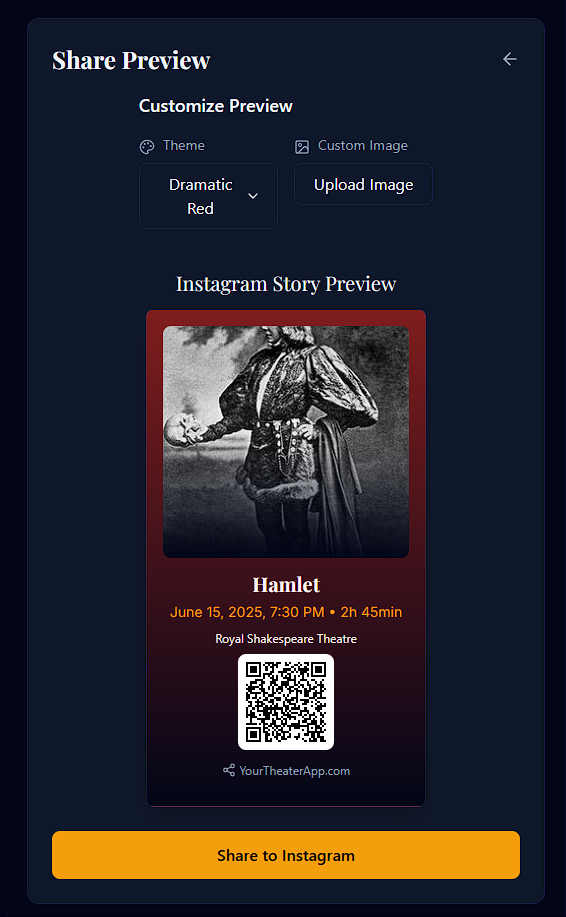 Share Preview
Customize Preview
Theme
Custom Image
Dramatic
Red
Upload Image
Instagram Story Preview
Hamlet
June 15, 2025, 7:30 PM • 2h 45min
Royal Shakespeare Theatre
YourTheaterApp.com
Share to Instagram